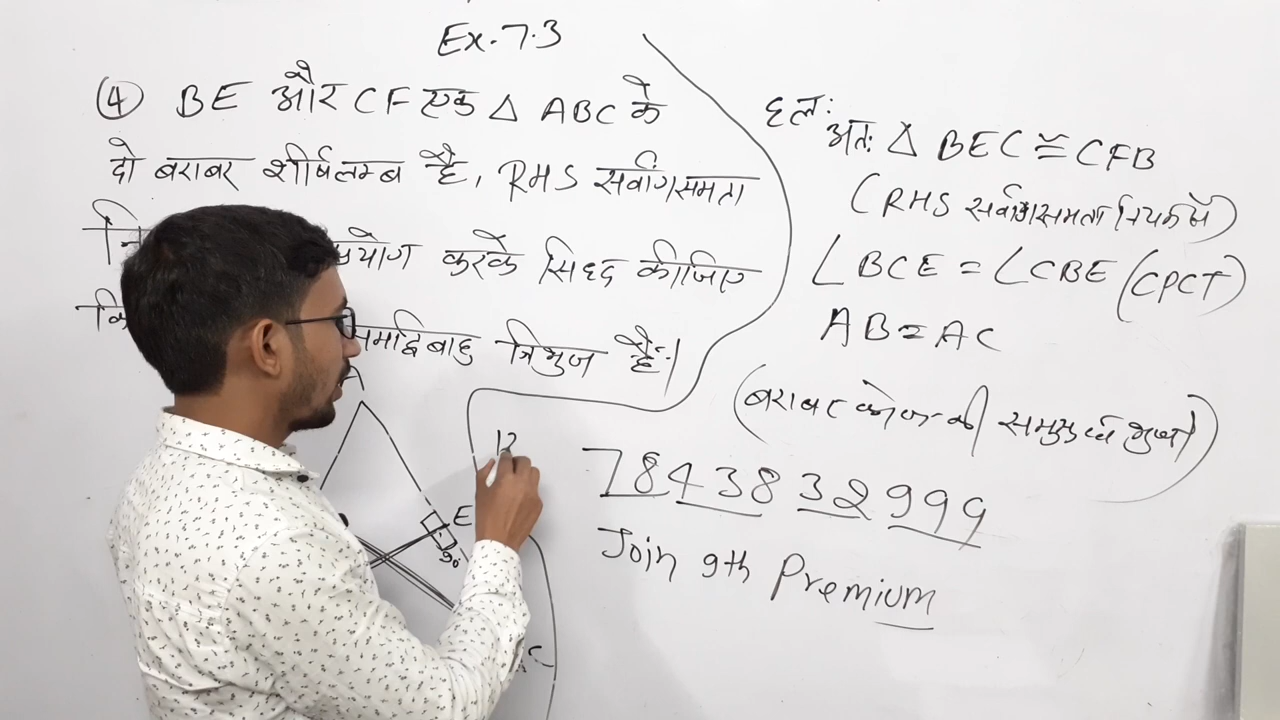 Ex. 7.3
(4) BE और CF एक △ ABC के
दो बराबर शीर्षलम्ब है, RHS सर्वांगसमता
करके सिध्द कीजिए
समद्विबाहु त्रिभुज है।
A
E
90°
C
12
हल:
अतः △ BEC ≅ CFB
(RHS सर्वांगसमता नियम से)
∠BCE = ∠CBE (CPCT)
AB = AC
(बराबर कोण की
7843832999
Join 9th Premium